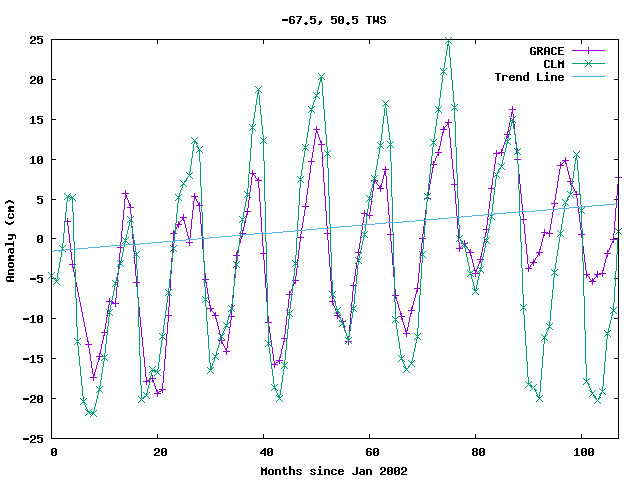 -67.5, 50.5 TWS
GRACE
CLM
Trend Line
25
20
15
10
5
0
-5
-10
-15
-20
-25
Anomaly (cm)
0 20 40 60 80 100
Months since Jan 2002